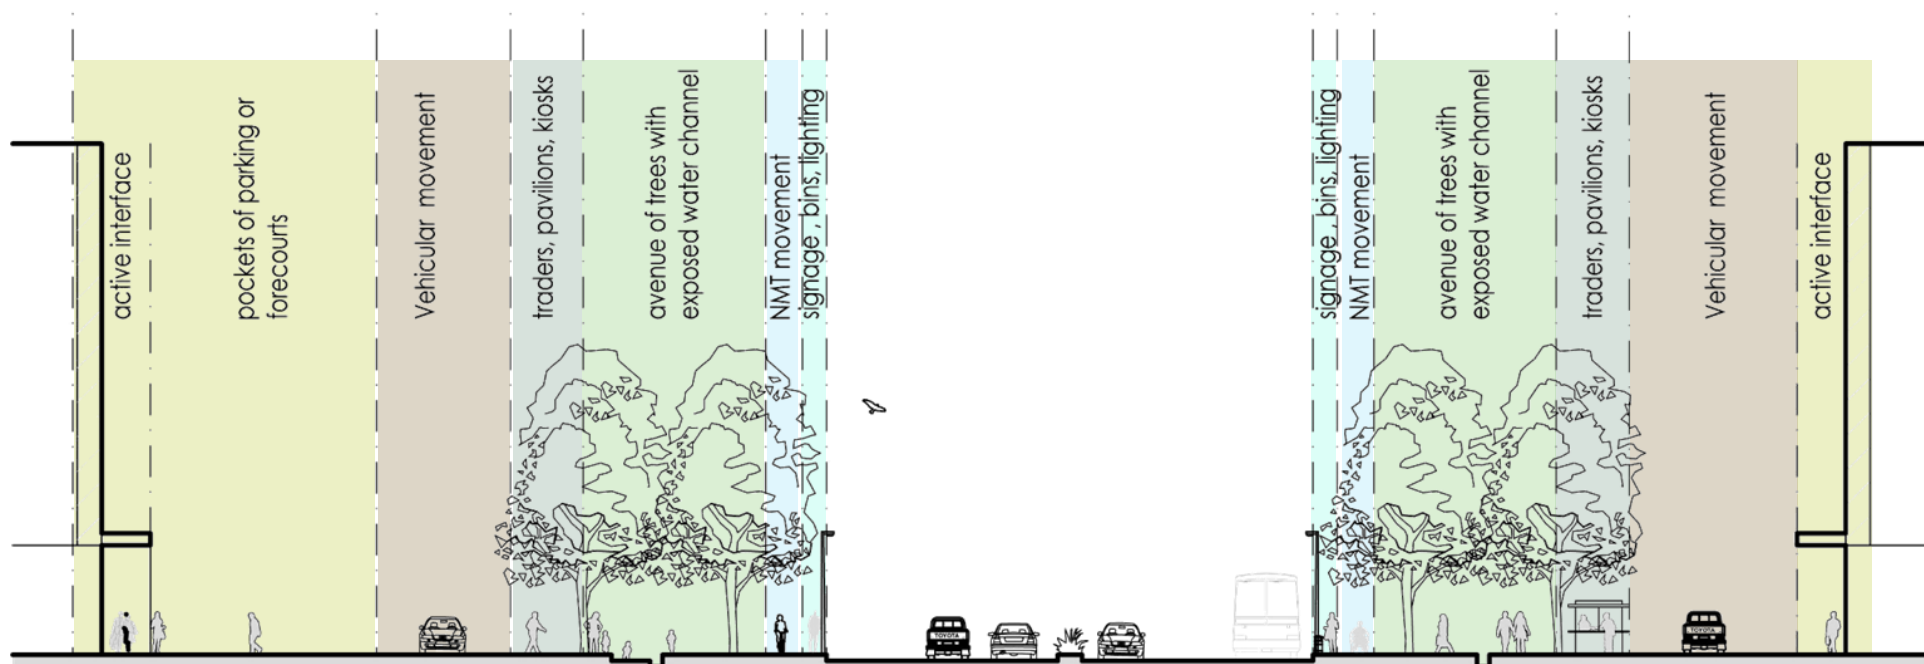 active interface
pockets of parking or
forecourts
Vehicular movement
traders, pavilions, kiosks
avenue of trees with
exposed water channel
NMT movement
signage , bins, lighting
signage , bins, lighting
NMT movement
avenue of trees with
exposed water channel
traders, pavilions, kiosks
Vehicular movement
active interface
TOYOTA
TOYOTA